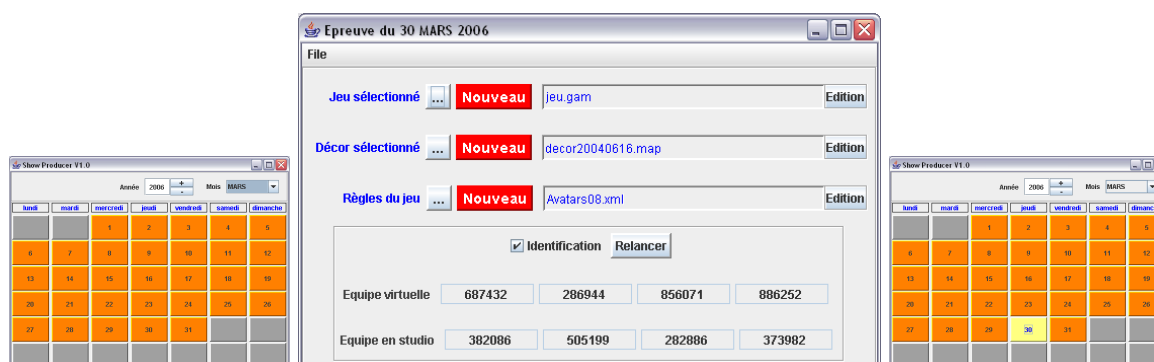 Show Producer V1.0
Année 2006 + - Mois MARS
lundi mardi mercredi jeudi vendredi samedi dimanche
1 2 3 4 5
6 7 8 9 10 11 12
13 14 15 16 17 18 19
20 21 22 23 24 25 26
27 28 29 30 31
Epreuve du 30 MARS 2006
File
Jeu sélectionné ... Nouveau jeu.gam Edition
Décor sélectionné ... Nouveau decor20040616.map Edition
Règles du jeu ... Nouveau Avatars08.xml Edition
Identification Relancer
Equipe virtuelle 687432 286944 856071 886252
Equipe en studio 382086 505199 282886 373982
Show Producer V1.0
Année 2006 + - Mois MARS
lundi mardi mercredi jeudi vendredi samedi dimanc
1 2 3 4 5
6 7 8 9 10 11 12
13 14 15 16 17 18 19
20 21 22 23 24 25 26
27 28 29 30 31